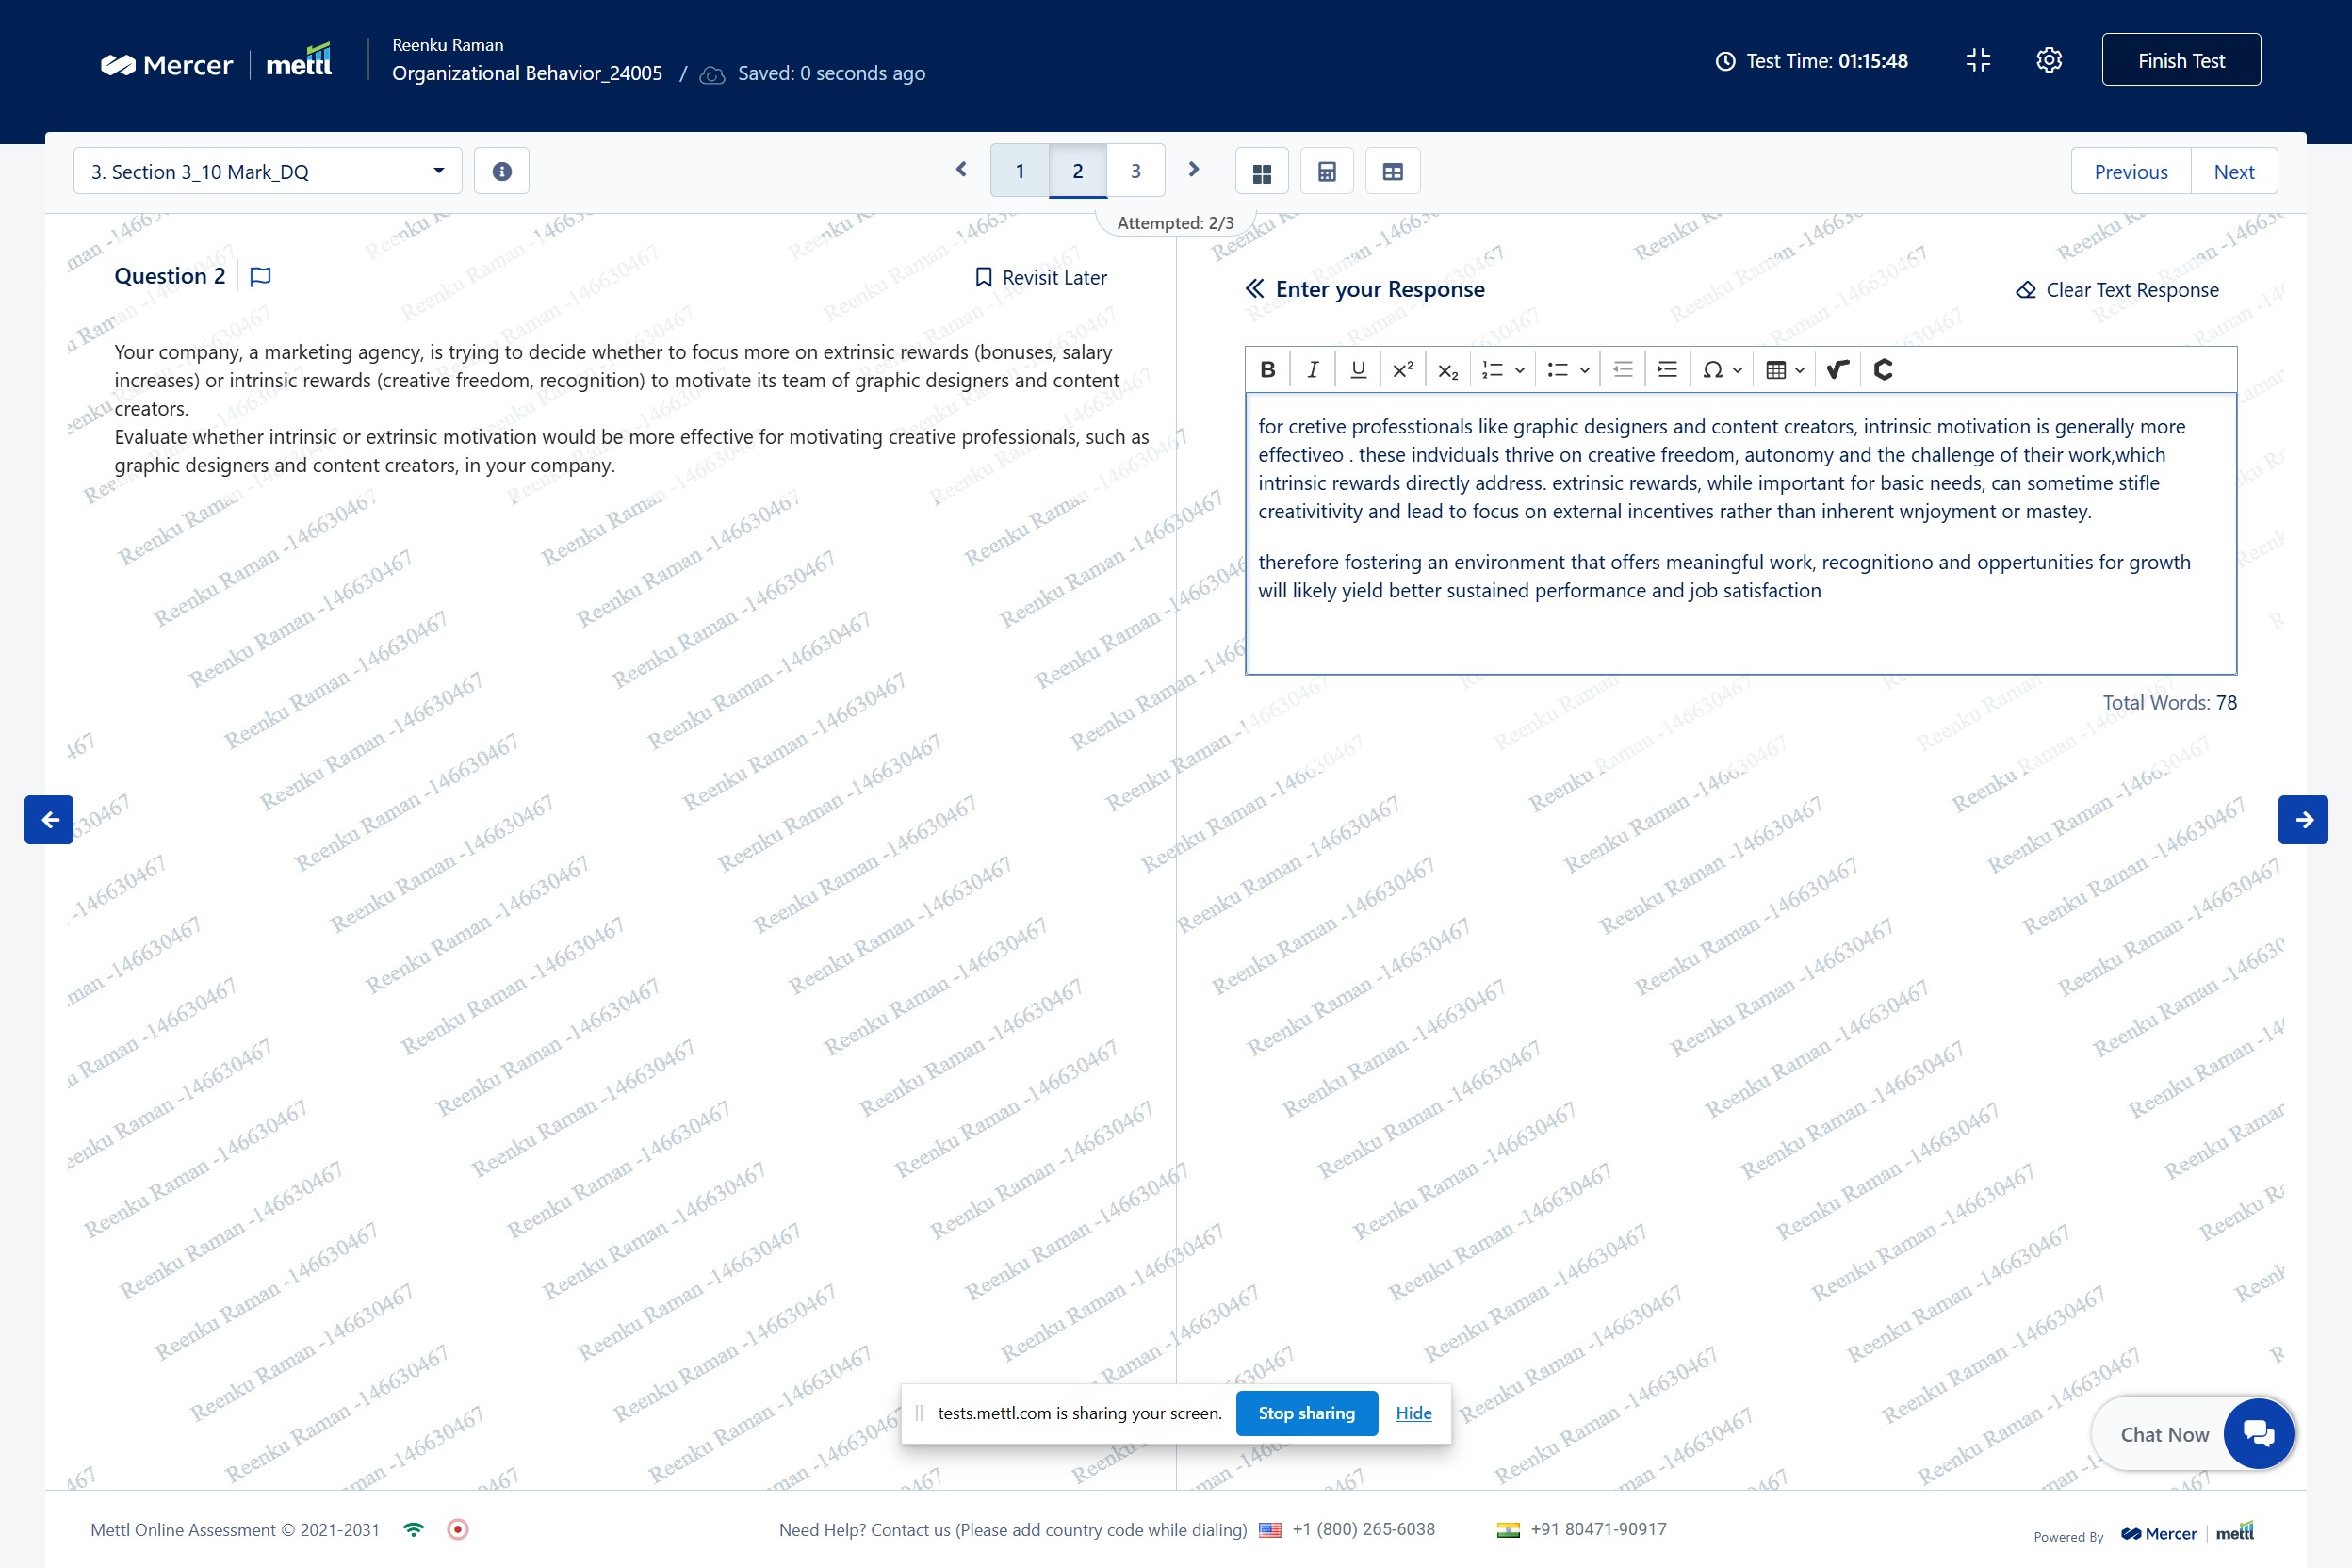 Mercer | mettl
Reenku Raman
Organizational Behavior_24005 / Saved: 0 seconds ago
Test Time: 01:15:48
Finish Test
3. Section 3_10 Mark_DQ
1 2 3
Previous Next
Attempted: 2/3
Question 2
Revisit Later
Your company, a marketing agency, is trying to decide whether to focus more on extrinsic rewards (bonuses, salary
increases) or intrinsic rewards (creative freedom, recognition) to motivate its team of graphic designers and content
creators.
Evaluate whether intrinsic or extrinsic motivation would be more effective for motivating creative professionals, such as
graphic designers and content creators, in your company.
Enter your Response
Clear Text Response
B I U x² x₂ Ω
for cretive professtionals like graphic designers and content creators, intrinsic motivation is generally more
effectiveo . these indviduals thrive on creative freedom, autonomy and the challenge of their work,which
intrinsic rewards directly address. extrinsic rewards, while important for basic needs, can sometime stifle
creativitivity and lead to focus on external incentives rather than inherent wnjoyment or mastey.
therefore fostering an environment that offers meaningful work, recognitiono and oppertunities for growth
will likely yield better sustained performance and job satisfaction
Total Words: 78
Reenku Raman -146630467
tests.mettl.com is sharing your screen.
Stop sharing
Hide
Chat Now
Mettl Online Assessment © 2021-2031
Need Help? Contact us (Please add country code while dialing) +1 (800) 265-6038 +91 80471-90917
Powered By Mercer | mettl